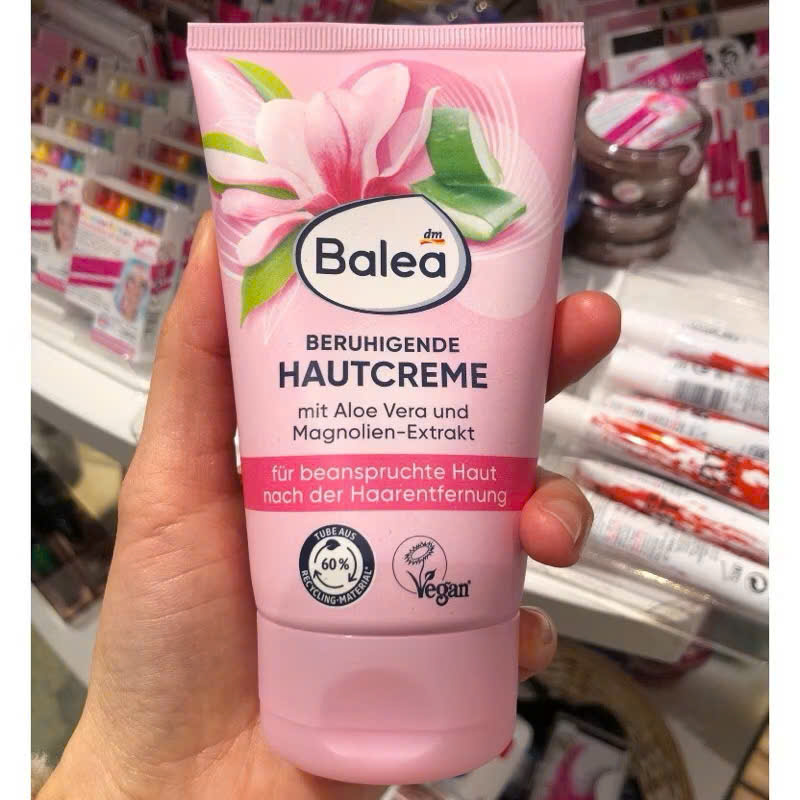 dm
Balea
BERUHIGENDE
HAUTCREME
mit Aloe Vera und
Magnolien-Extrakt
für beanspruchte Haut
nach der Haarentfernung
TUBE AUS
60%
RECYCLING-MATERIAL*
Vegan